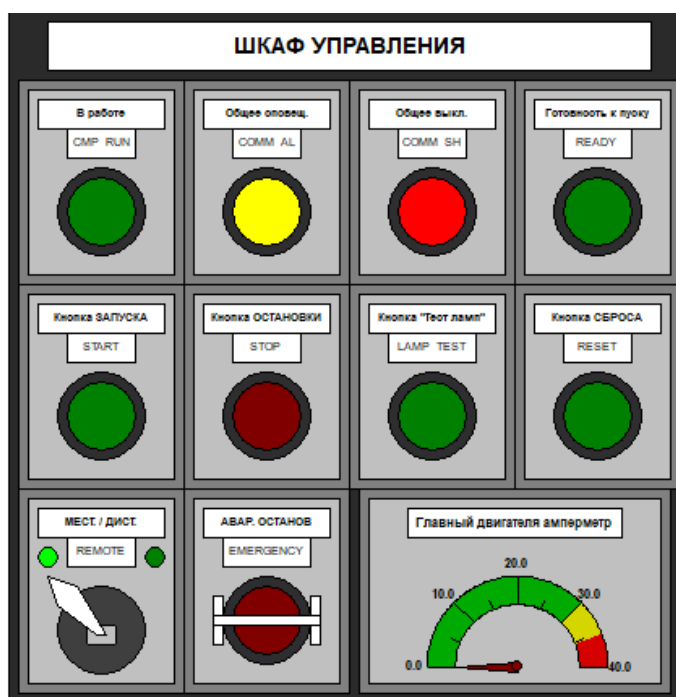 ШКАФ УПРАВЛЕНИЯ
В работе
CMP RUN
Общее оповещ.
COMM AL
Общее выкл.
COMM SH
Готовность к пуску
READY
Кнопка ЗАПУСКА
START
Кнопка ОСТАНОВКИ
STOP
Кнопка "Тест ламп"
LAMP TEST
Кнопка СБРОСА
RESET
МЕСТ. / ДИСТ.
REMOTE
АВАР. ОСТАНОВ
EMERGENCY
Главный двигателя амперметр
0.0
10.0
20.0
30.0
40.0